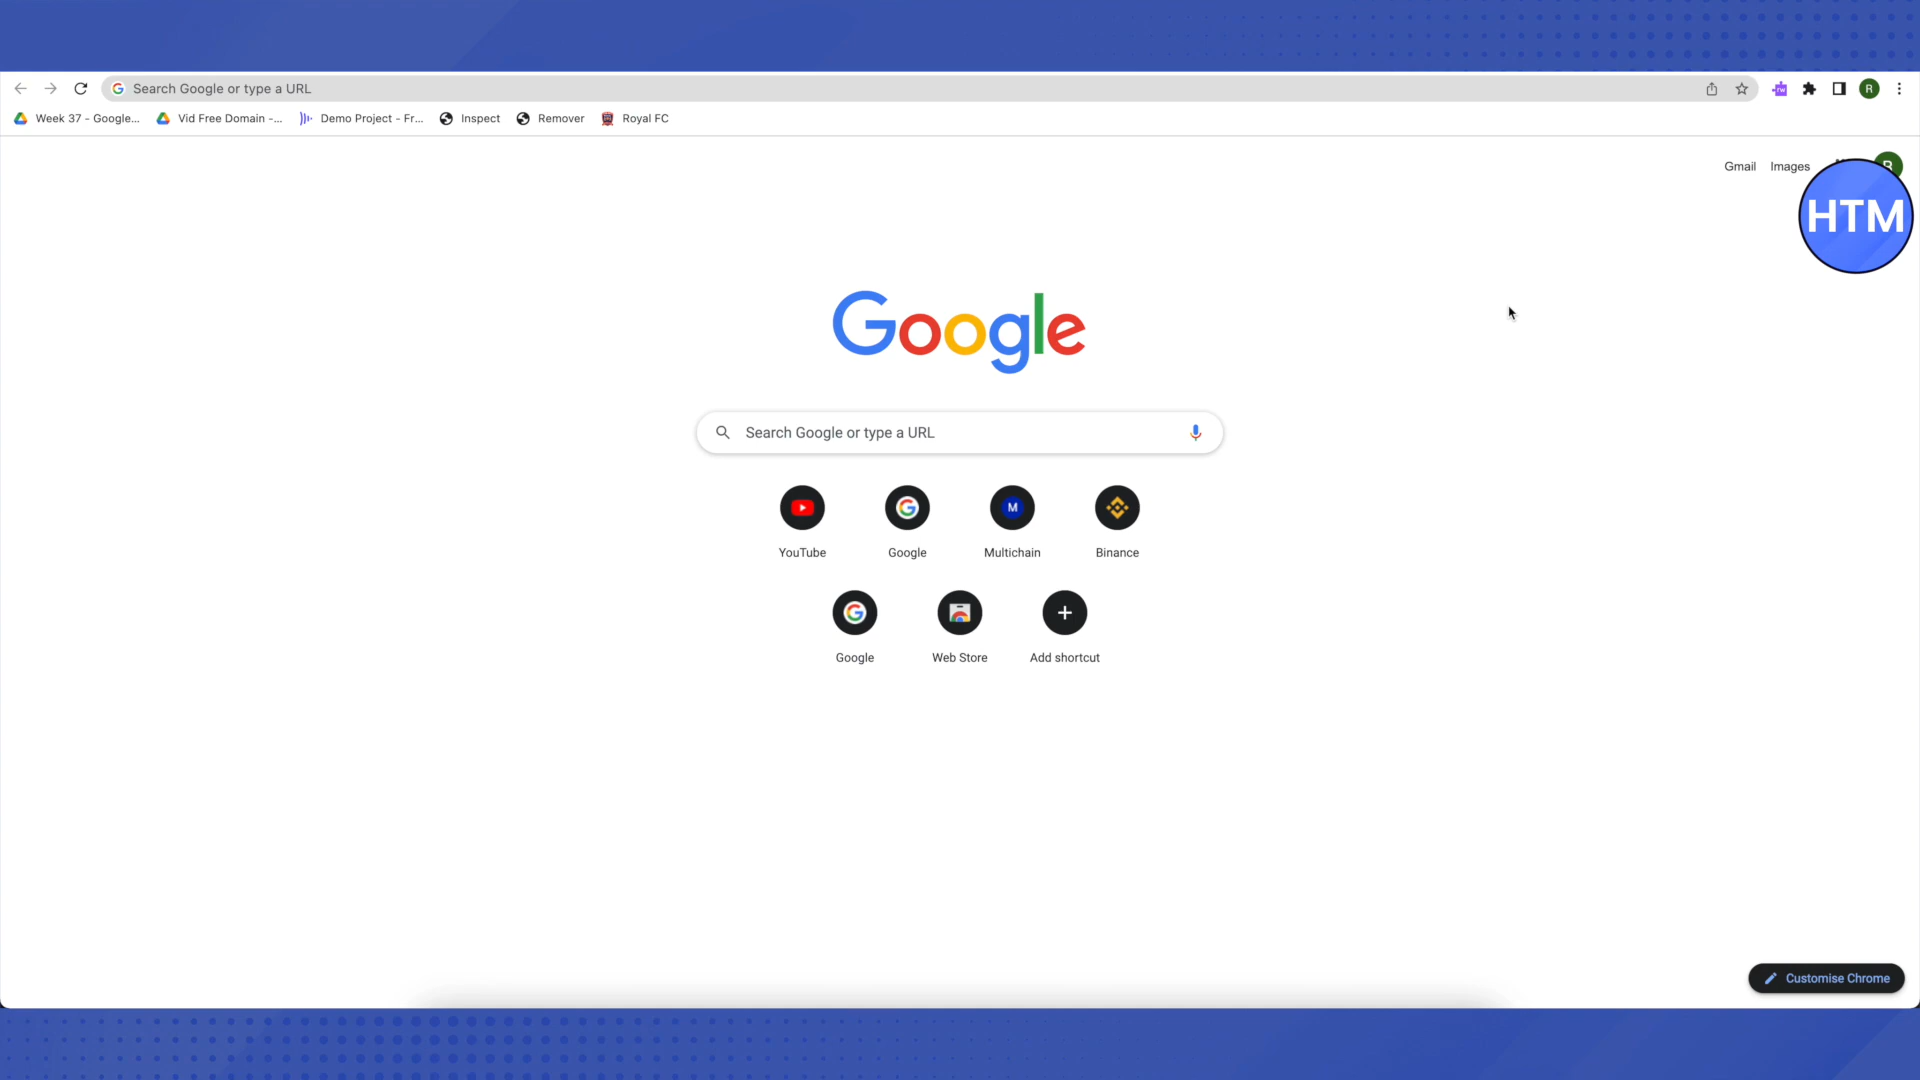 Search Google or type a URL
R
Week 37 - Google...
Vid Free Domain -...
Demo Project - Fr...
Inspect
Remover
Royal FC
Gmail
Images
R
HTM
Google
Search Google or type a URL
M
YouTube
Google
Multichain
Binance
Google
Web Store
Add shortcut
Customise Chrome